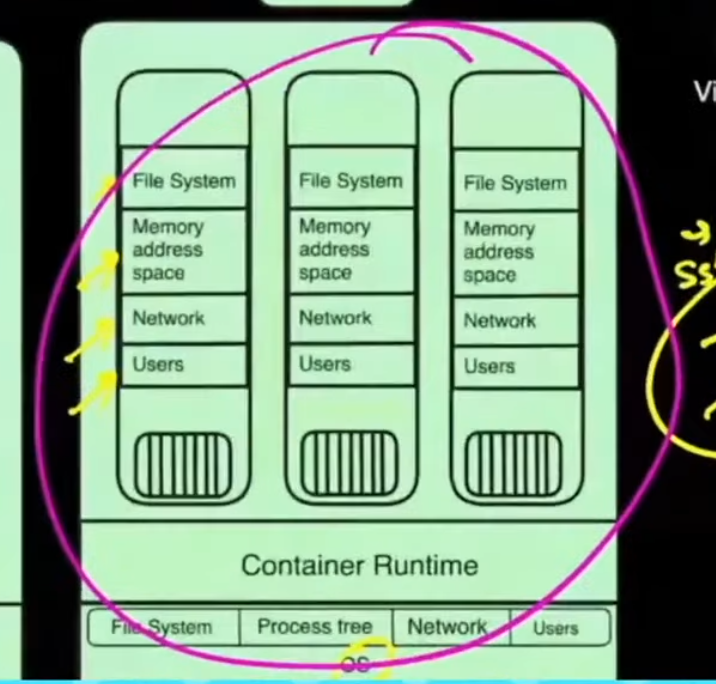 File System
Memory
address
space
Network
Users
File System
Memory
address
space
Network
Users
File System
Memory
address
space
Network
Users
Container Runtime
File System Process tree Network Users
OS
Vi